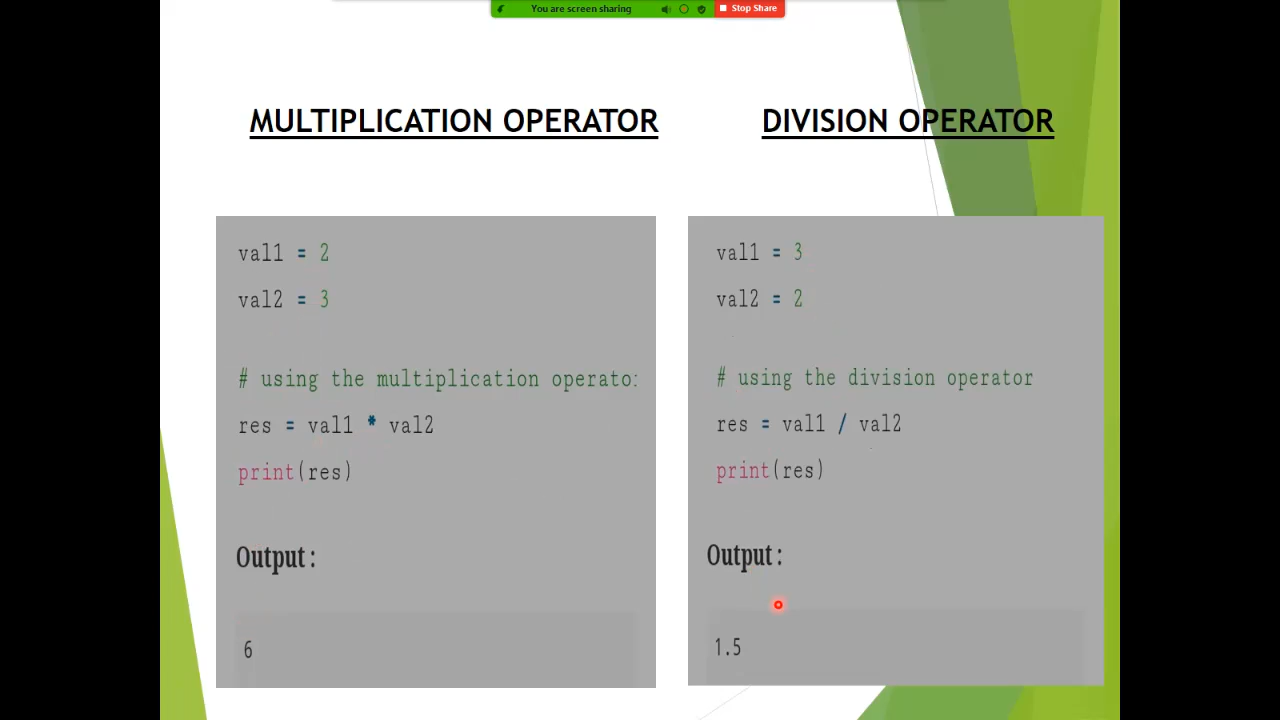 You are screen sharing
Stop Share
MULTIPLICATION OPERATOR
val1 = 2
val2 = 3
# using the multiplication operato
res = val1 * val2
print(res)
Output:
6
DIVISION OPERATOR
val1 = 3
val2 = 2
# using the division operator
res = val1 / val2
print(res)
Output:
1.5